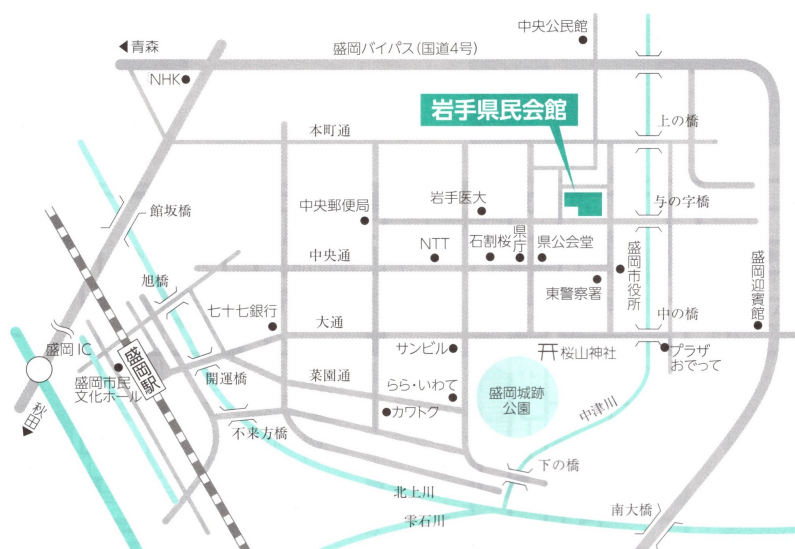 中央公民館
青森
盛岡バイパス(国道4号)
NHK
岩手県民会館
本町通
上の橋
岩手医大
中央郵便局
館坂橋
与の字橋
NTT
石割桜
県庁
県公会堂
中央通
盛岡市役所
東警察署
盛岡迎賓館
旭橋
七十七銀行
大通
中の橋
盛岡IC
盛岡駅
サンビル
桜山神社
プラザ
おでって
盛岡市民
文化ホール
開運橋
菜園通
らら・いわて
盛岡城跡
公園
カワトク
中津川
秋田
不来方橋
下の橋
北上川
雫石川
南大橋